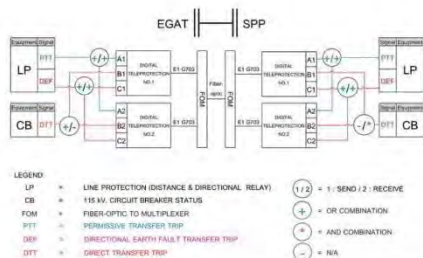 EGAT SPP
Equipment Signal
LP
PTT
DEF
+/+
+/+
A1
B1
C1
DIGITAL
TELEPROTECTION
NO.1
E1 G703
FOM
Fiber-
optic
FOM
E1 G703
DIGITAL
TELEPROTECTION
NO.1
A1
B1
C1
+/+
+/+
Signal Equipment
PTT
DEF
LP
Equipment Signal
CB
DTT
+/-
A2
B2
C2
DIGITAL
TELEPROTECTION
NO.2
E1 G703
E1 G703
DIGITAL
TELEPROTECTION
NO.2
A2
B2
C2
-/*
Signal Equipment
DTT
CB
LEGEND
LP = LINE PROTECTION (DISTANCE & DIRECTIONAL RELAY)
CB = 115 kV. CIRCUIT BREAKER STATUS
FOM = FIBER-OPTIC TO MULTIPLEXER
PTT = PERMISSIVE TRANSFER TRIP
DEF = DIRECTIONAL EARTH FAULT TRANSFER TRIP
DTT = DIRECT TRANSFER TRIP
1 / 2 = 1 : SEND / 2 : RECEIVE
+ = OR COMBINATION
* = AND COMBINATION
- = N/A